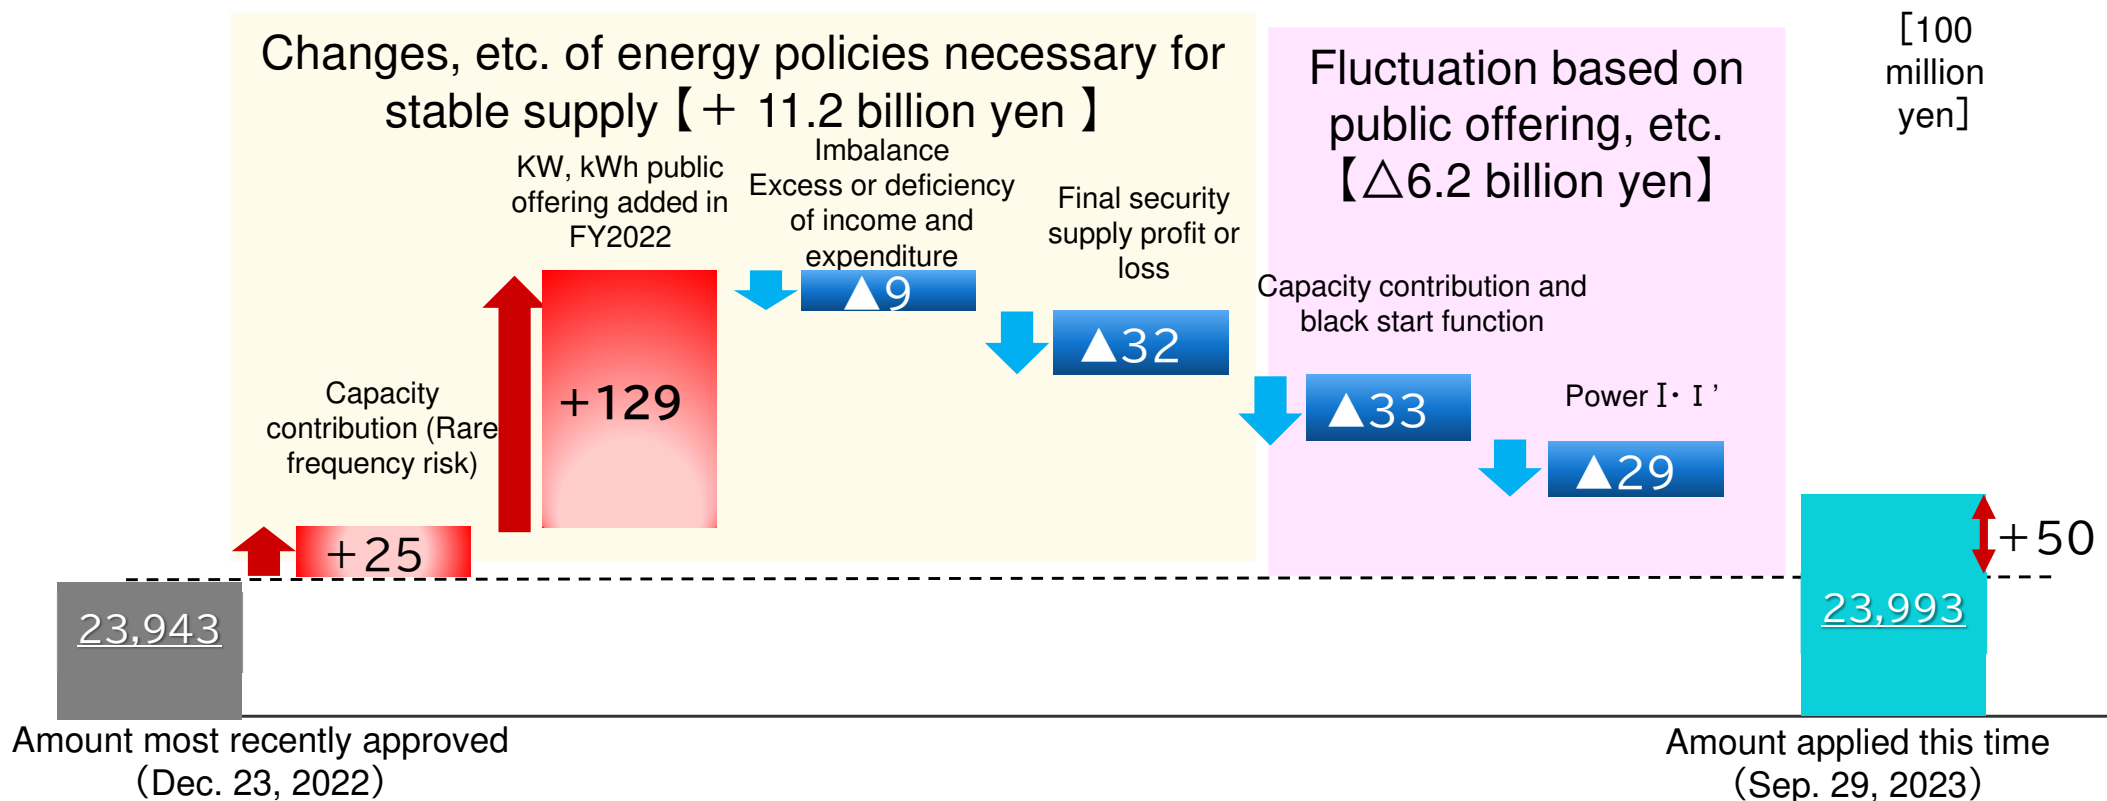 Changes, etc. of energy policies necessary for
stable supply【＋ 11.2 billion yen 】
Fluctuation based on
public offering, etc.
【△6.2 billion yen】
[100
million
yen]
Capacity
contribution (Rare
frequency risk)
+25
KW, kWh public
offering added in
FY2022
+129
Imbalance
Excess or deficiency
of income and
expenditure
▲9
Final security
supply profit or
loss
▲32
Capacity contribution and
black start function
▲33
Power Ⅰ・Ⅰ’
▲29
23,943
23,993
+50
Amount most recently approved
（Dec. 23, 2022）
Amount applied this time
（Sep. 29, 2023）